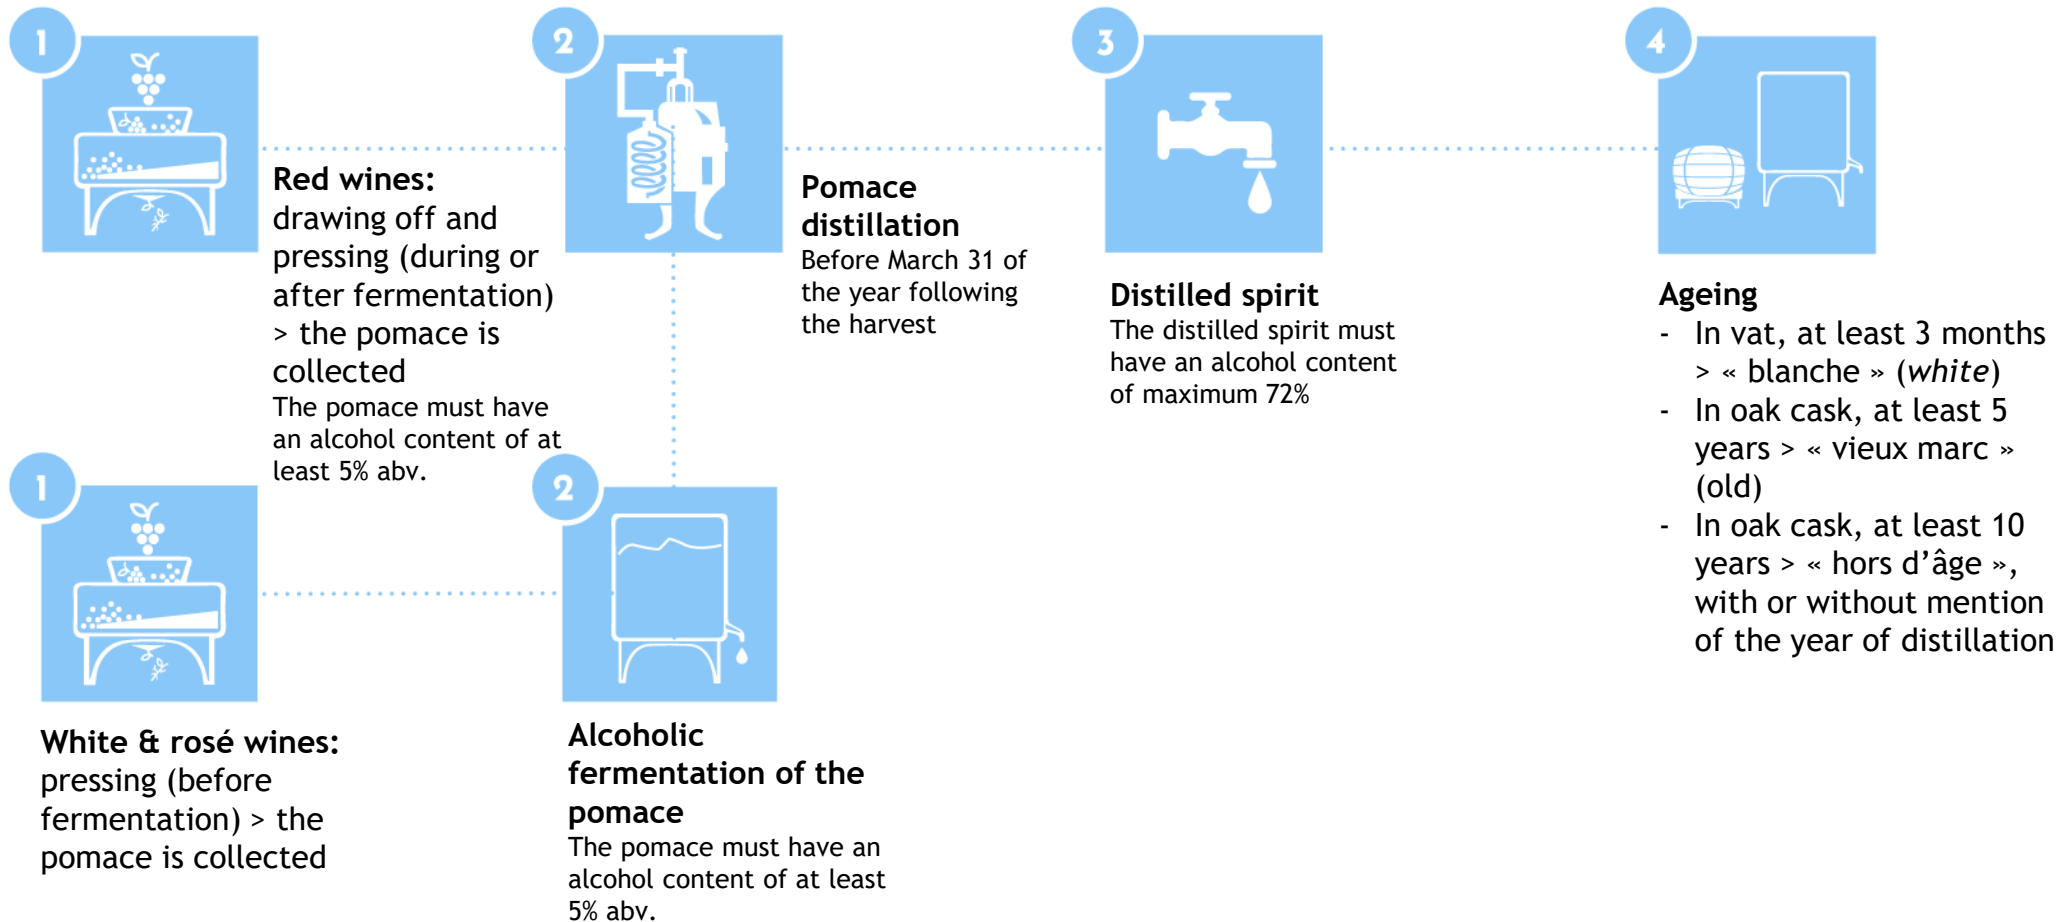 1
Red wines:
drawing off and
pressing (during or
after fermentation)
> the pomace is
collected
The pomace must have
an alcohol content of at
least 5% abv.
2
Pomace
distillation
Before March 31 of
the year following
the harvest
3
Distilled spirit
The distilled spirit must
have an alcohol content
of maximum 72%
4
Ageing
- In vat, at least 3 months
> « blanche » (white)
- In oak cask, at least 5
years > « vieux marc »
(old)
- In oak cask, at least 10
years > « hors d’âge »,
with or without mention
of the year of distillation
1
White & rosé wines:
pressing (before
fermentation) > the
pomace is collected
2
Alcoholic
fermentation of the
pomace
The pomace must have an
alcohol content of at least
5% abv.